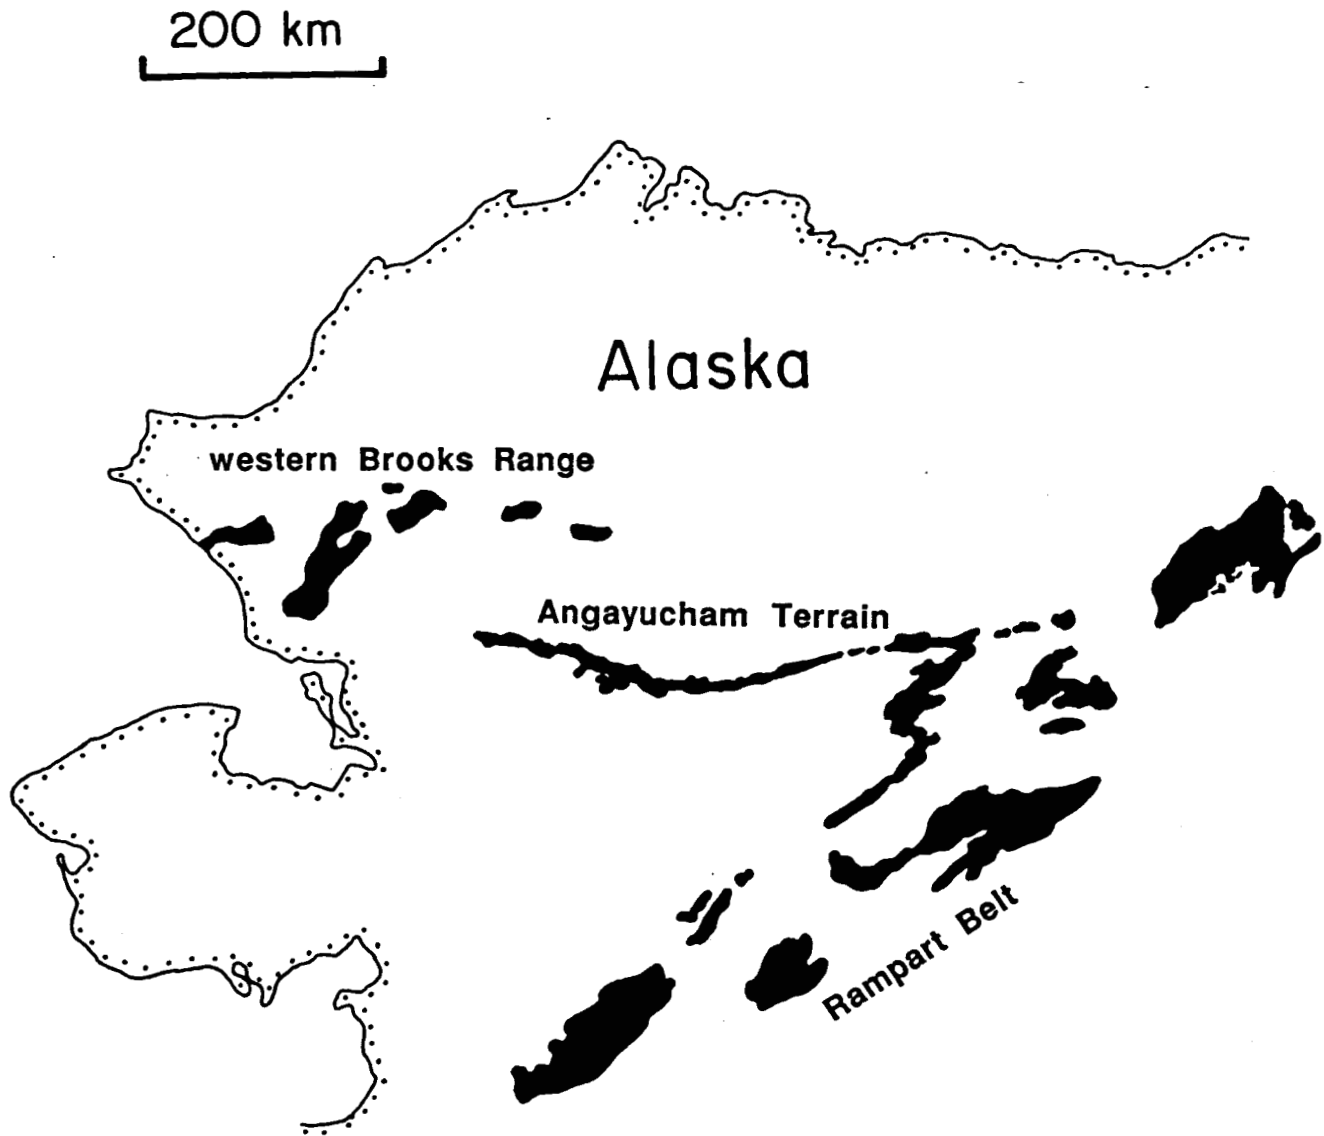 200 km
Alaska
western Brooks Range
Angayucham Terrain
Rampart Belt